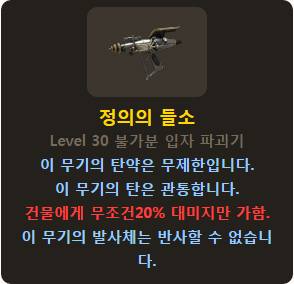 정의의 들소
Level 30 불가분 입자 파괴기
이 무기의 탄약은 무제한입니다.
이 무기의 탄은 관통합니다.
건물에게 무조건20% 대미지만 가함.
이 무기의 발사체는 반사할 수 없습니
다.